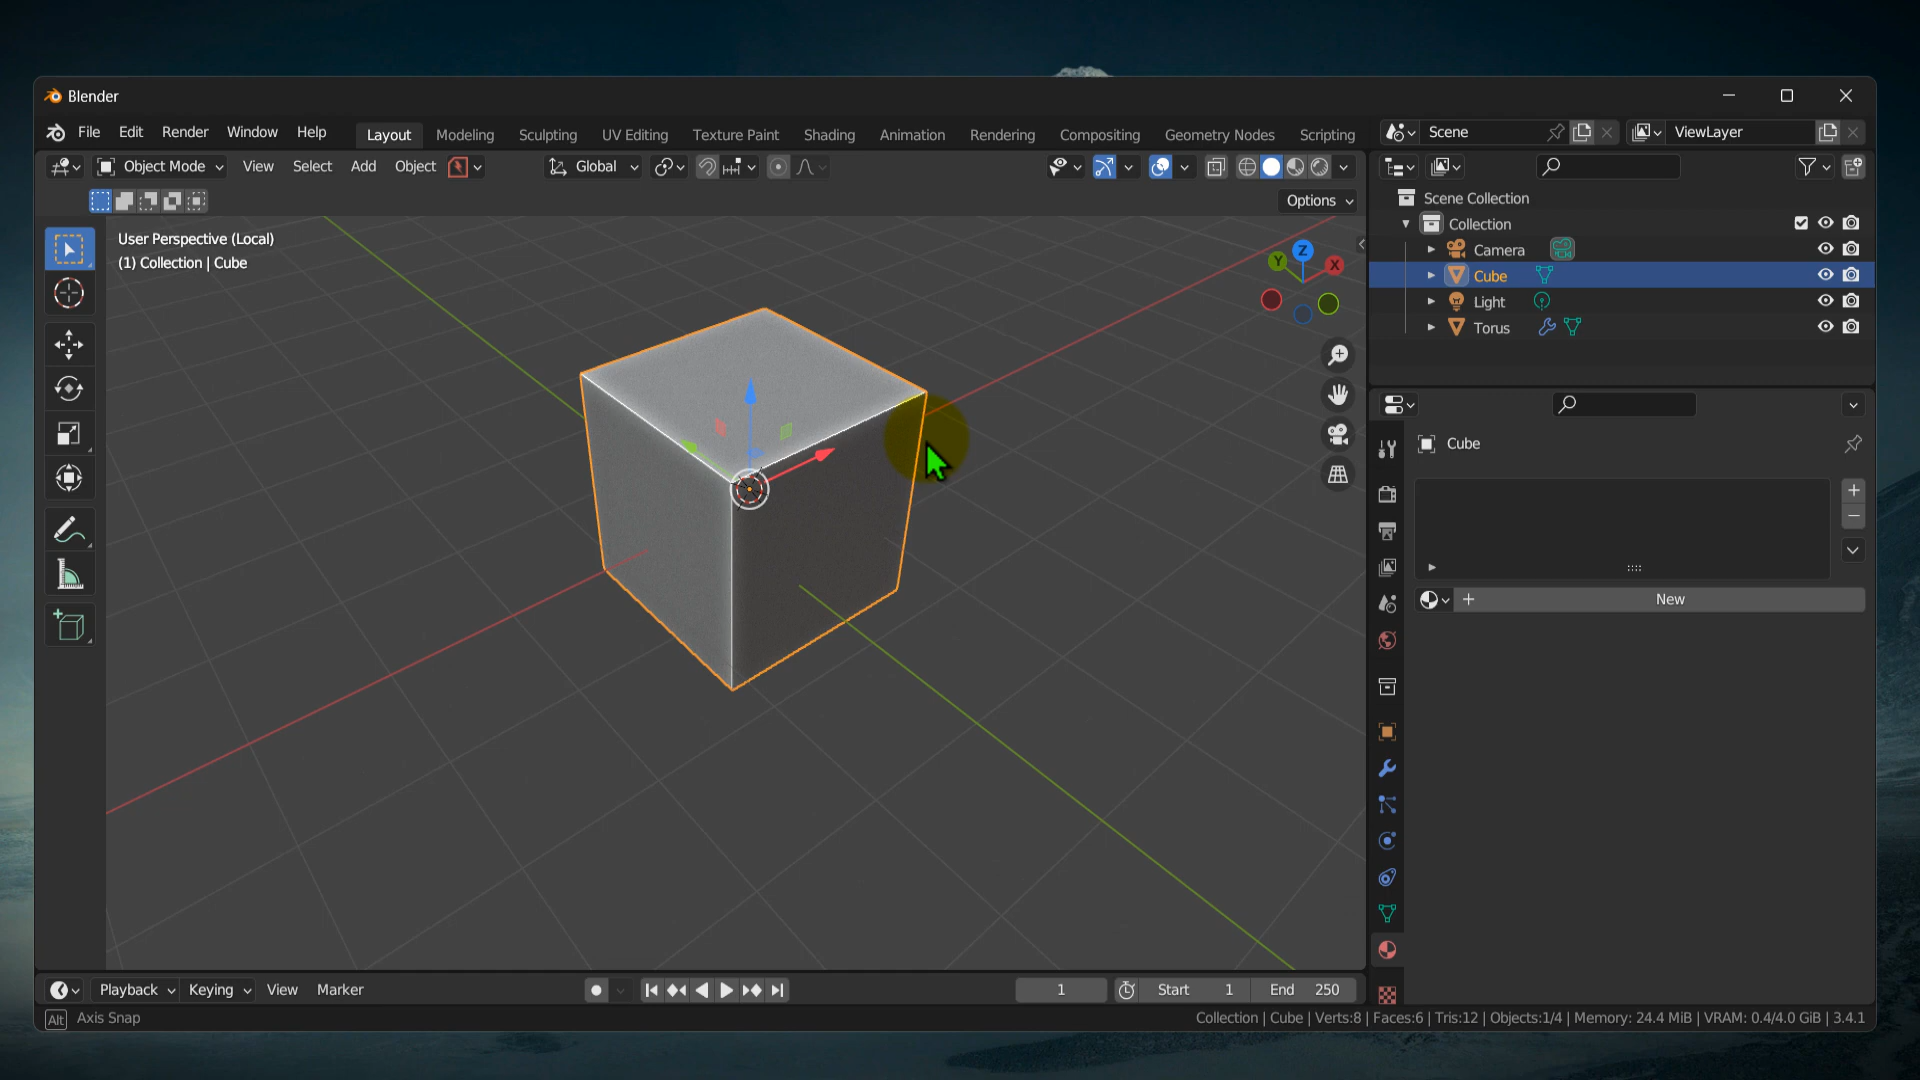 Blender
File Edit Render Window Help Layout Modeling Sculpting UV Editing Texture Paint Shading Animation Rendering Compositing Geometry Nodes Scripting Scene ViewLayer
Object Mode View Select Add Object Global
Options
User Perspective (Local)
(1) Collection | Cube
Z
Y
X
Scene Collection
Collection
Camera
Cube
Light
Torus
Cube
New
Playback Keying View Marker 1 Start 1 End 250
Alt Axis Snap
Collection | Cube | Verts:8 | Faces:6 | Tris:12 | Objects:1/4 | Memory: 24.4 MiB | VRAM: 0.4/4.0 GiB | 3.4.1